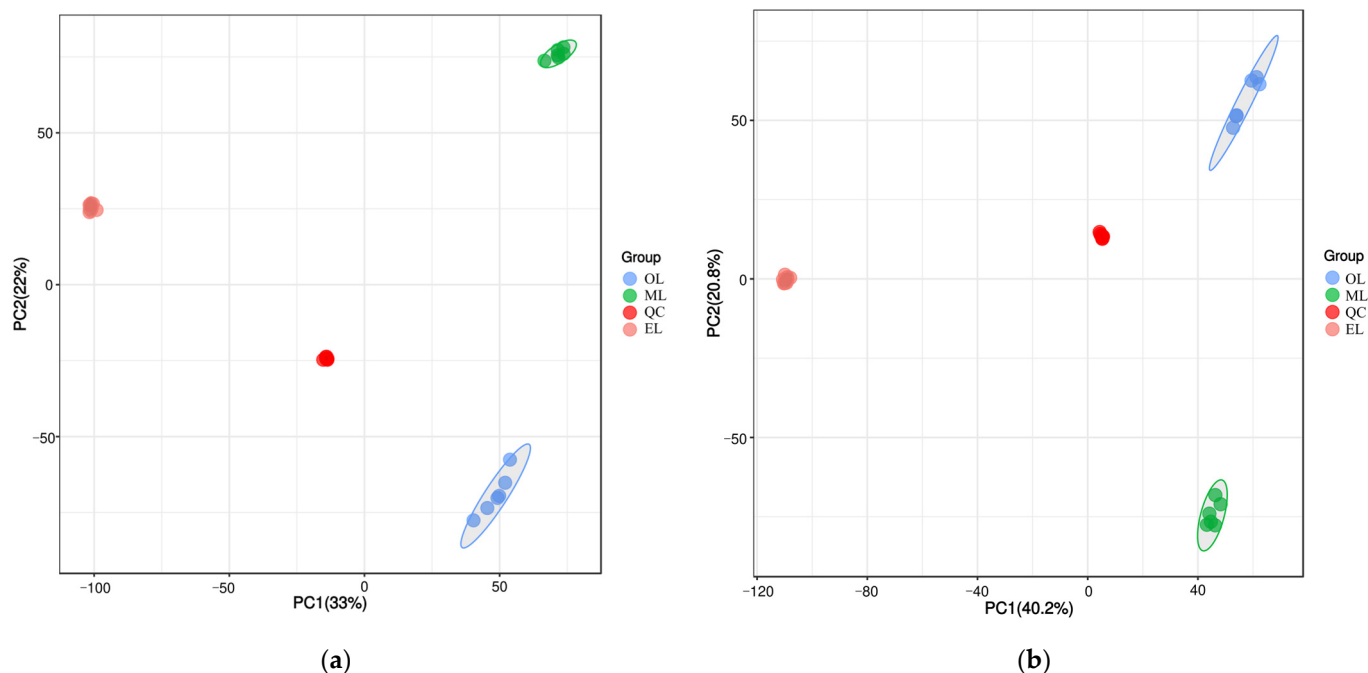 50
0
−50
−100
−50
0
50
PC1(33%)
PC2(22%)
Group
OL
ML
QC
EL
(a)
50
0
−50
−120
−80
−40
0
40
PC1(40.2%)
PC2(20.8%)
Group
OL
ML
QC
EL
(b)